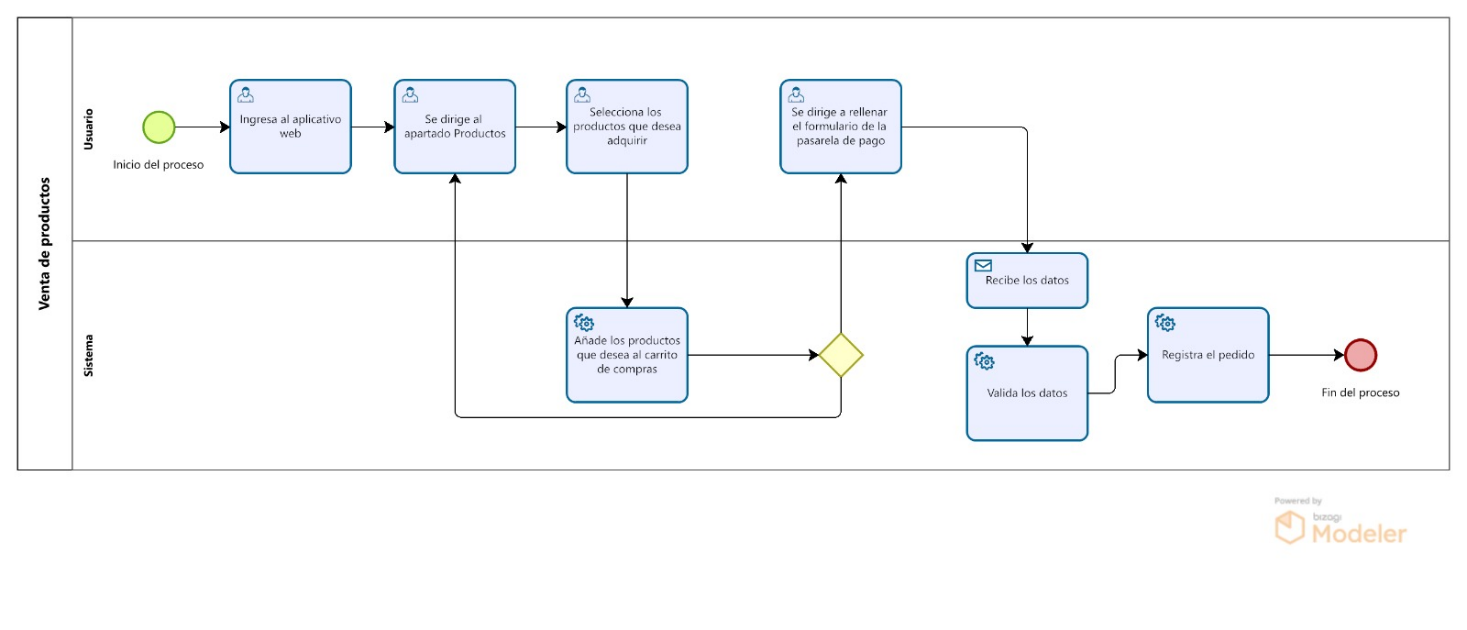 Venta de productos
Usuario
Inicio del proceso
Ingresa al aplicativo
web
Se dirige al
apartado Productos
Selecciona los
productos que desea
adquirir
Se dirige a rellenar
el formulario de la
pasarela de pago
Sistema
Añade los productos
que desea al carrito
de compras
Recibe los datos
Valida los datos
Registra el pedido
Fin del proceso
Powered by
bizagi
Modeler